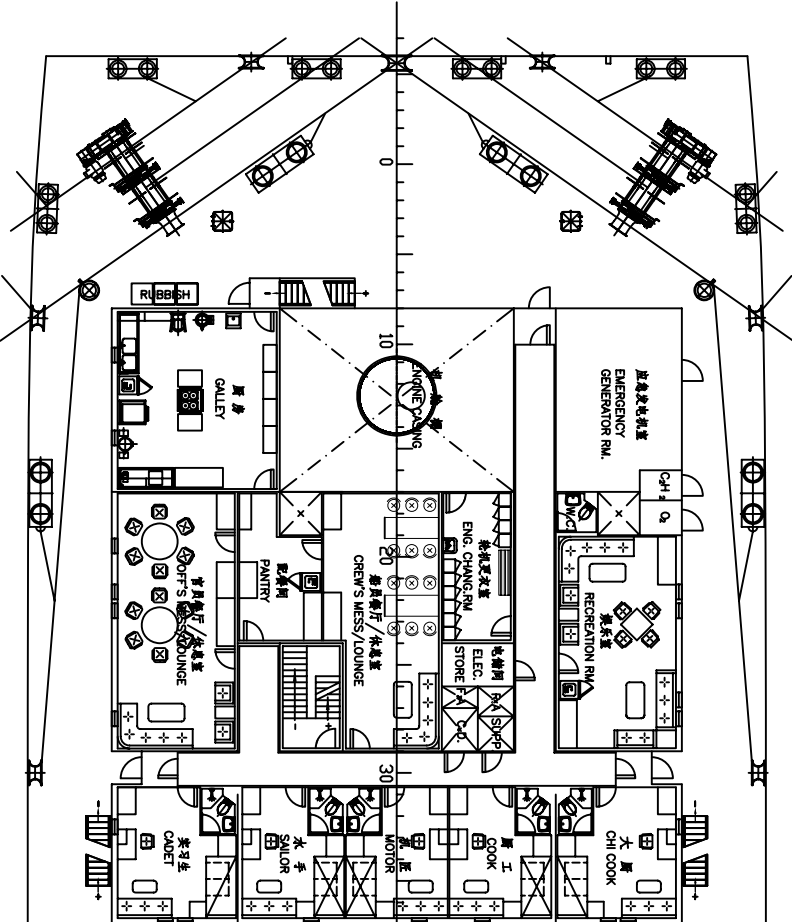 0
RUBBISH
10
机舱棚
ENGINE CASING
厨房
GALLEY
应急发电机室
EMERGENCY
GENERATOR RM.
C₂H₂
O₂
W.C.
20
官员餐厅/休息室
OFF'S MESS/LOUNGE
配餐间
PANTRY
船员餐厅/休息室
CREW'S MESS/LOUNGE
轮机更衣室
ENG. CHANG.RM
娱乐室
RECREATION RM
电储间
ELEC.
STORE
F.A
C.D.
SUPP
30
实习生
CADET
水手
SAILOR
机匠
MOTOR
厨工
COOK
大厨
CHI COOK